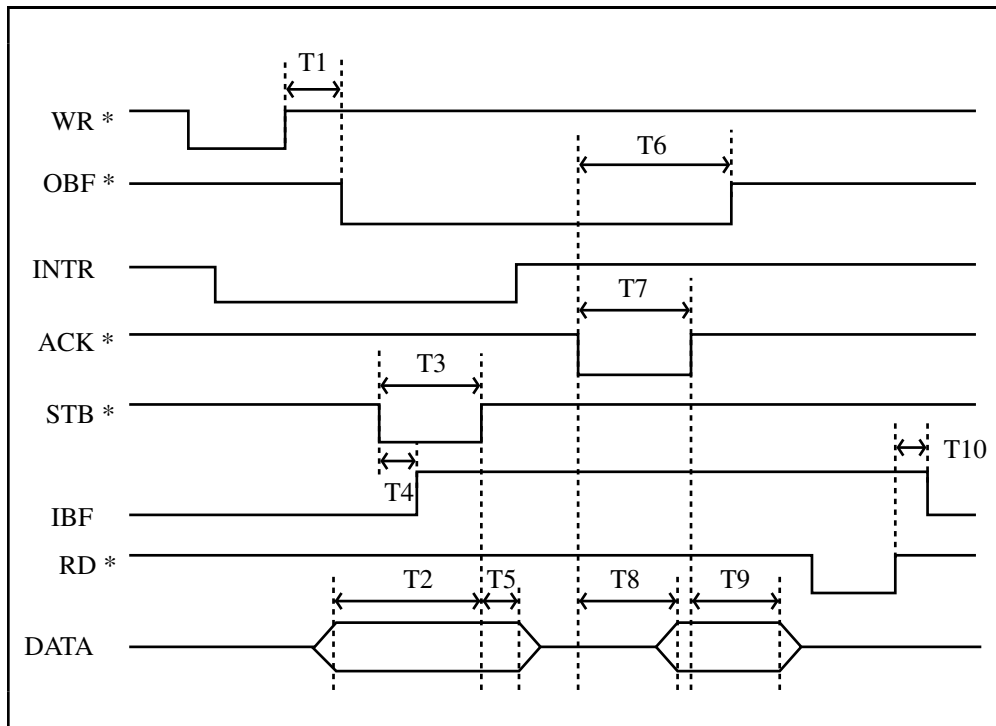 T1
WR *
T6
OBF *
INTR
T7
ACK *
T3
STB *
T10
T4
IBF
RD *
T2 T5 T8 T9
DATA